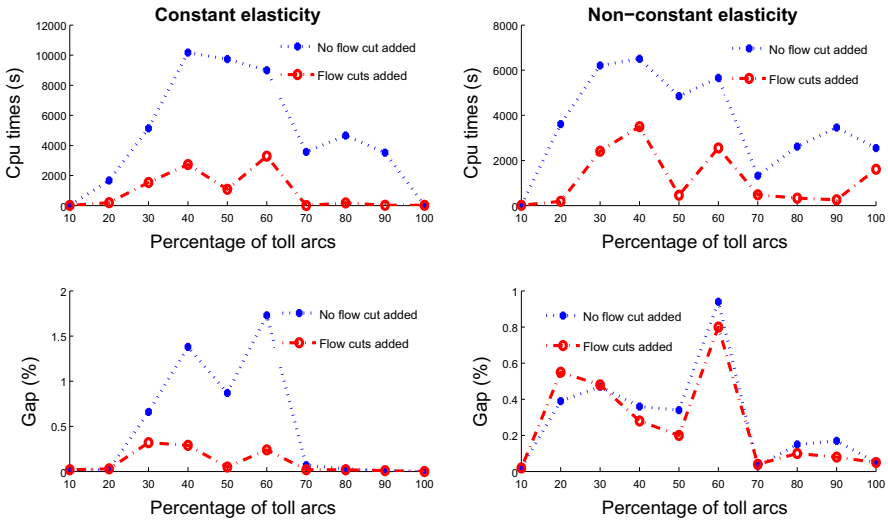 Constant elasticity
12000
10000
8000
6000
4000
2000
0
Cpu times (s)
No flow cut added
Flow cuts added
10 20 30 40 50 60 70 80 90 100
Percentage of toll arcs
Non−constant elasticity
8000
6000
4000
2000
0
Cpu times (s)
No flow cut added
Flow cuts added
10 20 30 40 50 60 70 80 90 100
Percentage of toll arcs
2
1.5
1
0.5
Gap (%)
No flow cut added
Flow cuts added
10 20 30 40 50 60 70 80 90 100
Percentage of toll arcs
1
0.8
0.6
0.4
0.2
0
Gap (%)
No flow cut added
Flow cuts added
10 20 30 40 50 60 70 80 90 100
Percentage of toll arcs